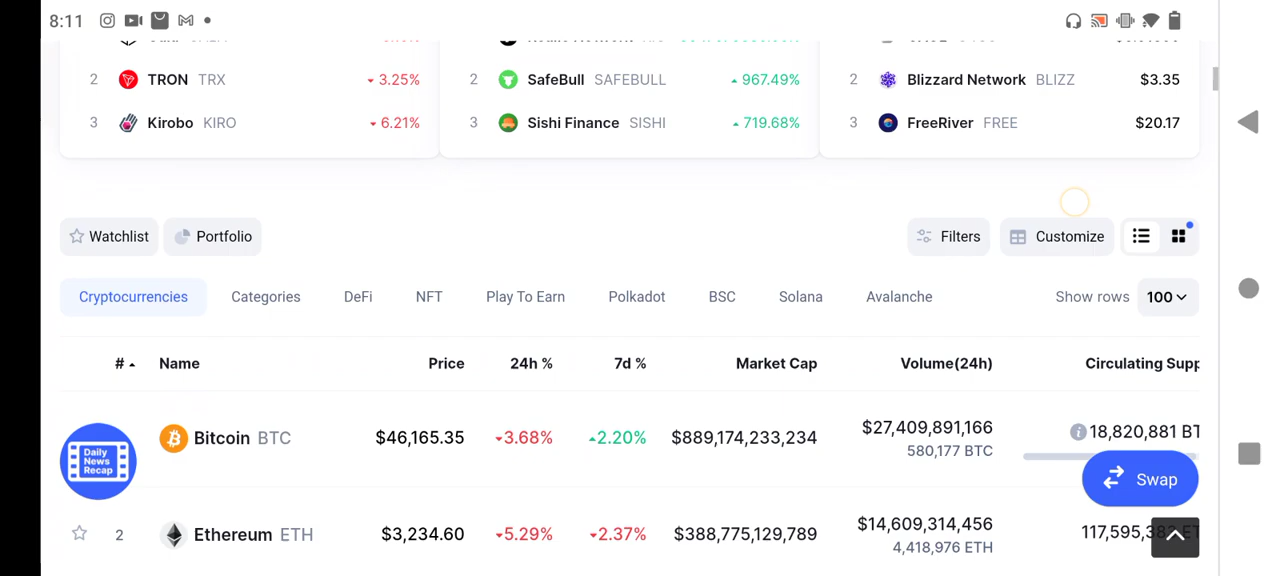 8:11
2 TRON TRX 3.25% 2 SafeBull SAFEBULL 967.49% 2 Blizzard Network BLIZZ $3.35
3 Kirobo KIRO 6.21% 3 Sishi Finance SISHI 719.68% 3 FreeRiver FREE $20.17
Watchlist Portfolio Filters Customize
Cryptocurrencies Categories DeFi NFT Play To Earn Polkadot BSC Solana Avalanche Show rows 100
# Name Price 24h % 7d % Market Cap Volume(24h) Circulating Supp
Bitcoin BTC $46,165.35 3.68% 2.20% $889,174,233,234 $27,409,891,166 18,820,881 BT
580,177 BTC
Daily
News
Recap
Swap
2 Ethereum ETH $3,234.60 5.29% 2.37% $388,775,129,789 $14,609,314,456 117,595,3
4,418,976 ETH